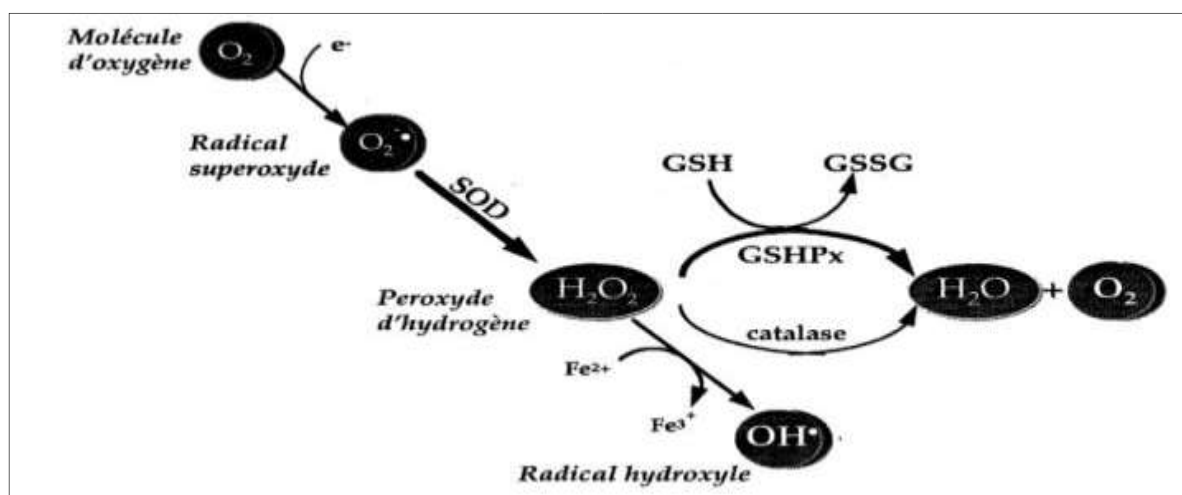 Molécule
d'oxygène
O₂
e-
Radical
superoxyde
O₂•̄
SOD
GSH
GSSG
GSHPx
Peroxyde
d'hydrogène
H₂O₂
H₂O + O₂
catalase
Fe²⁺
Fe³⁺
OH•
Radical hydroxyle